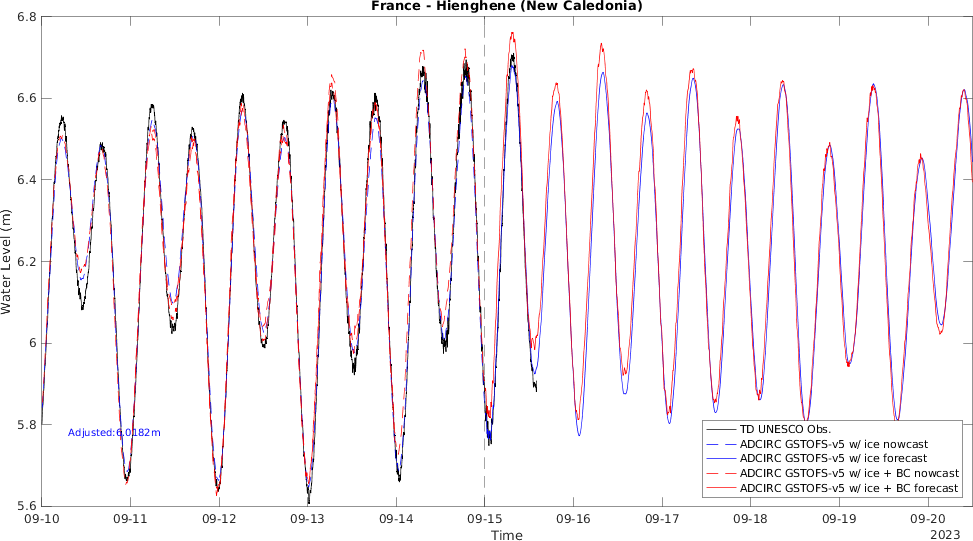 France - Hienghene (New Caledonia)
6.8
6.6
6.4
6.2
6
5.8
5.6
Water Level (m)
Adjusted:6.0182m
TD UNESCO Obs.
ADCIRC GSTOFS-v5 w/ ice nowcast
ADCIRC GSTOFS-v5 w/ ice forecast
ADCIRC GSTOFS-v5 w/ ice + BC nowcast
ADCIRC GSTOFS-v5 w/ ice + BC forecast
09-10 09-11 09-12 09-13 09-14 09-15 09-16 09-17 09-18 09-19 09-20
Time
2023